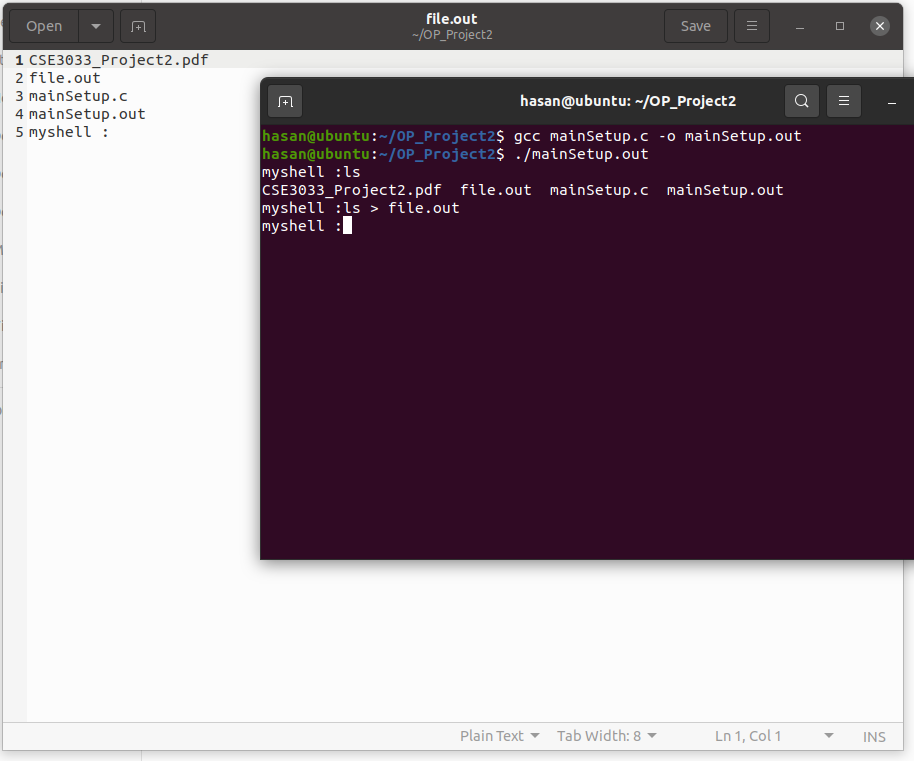 Open
file.out
~/OP_Project2
Save
1 CSE3033_Project2.pdf
2 file.out
3 mainSetup.c
4 mainSetup.out
5 myshell :
hasan@ubuntu: ~/OP_Project2
hasan@ubuntu:~/OP_Project2$ gcc mainSetup.c -o mainSetup.out
hasan@ubuntu:~/OP_Project2$ ./mainSetup.out
myshell :ls
CSE3033_Project2.pdf  file.out  mainSetup.c  mainSetup.out
myshell :ls > file.out
myshell :
Plain Text Tab Width: 8 Ln 1, Col 1 INS